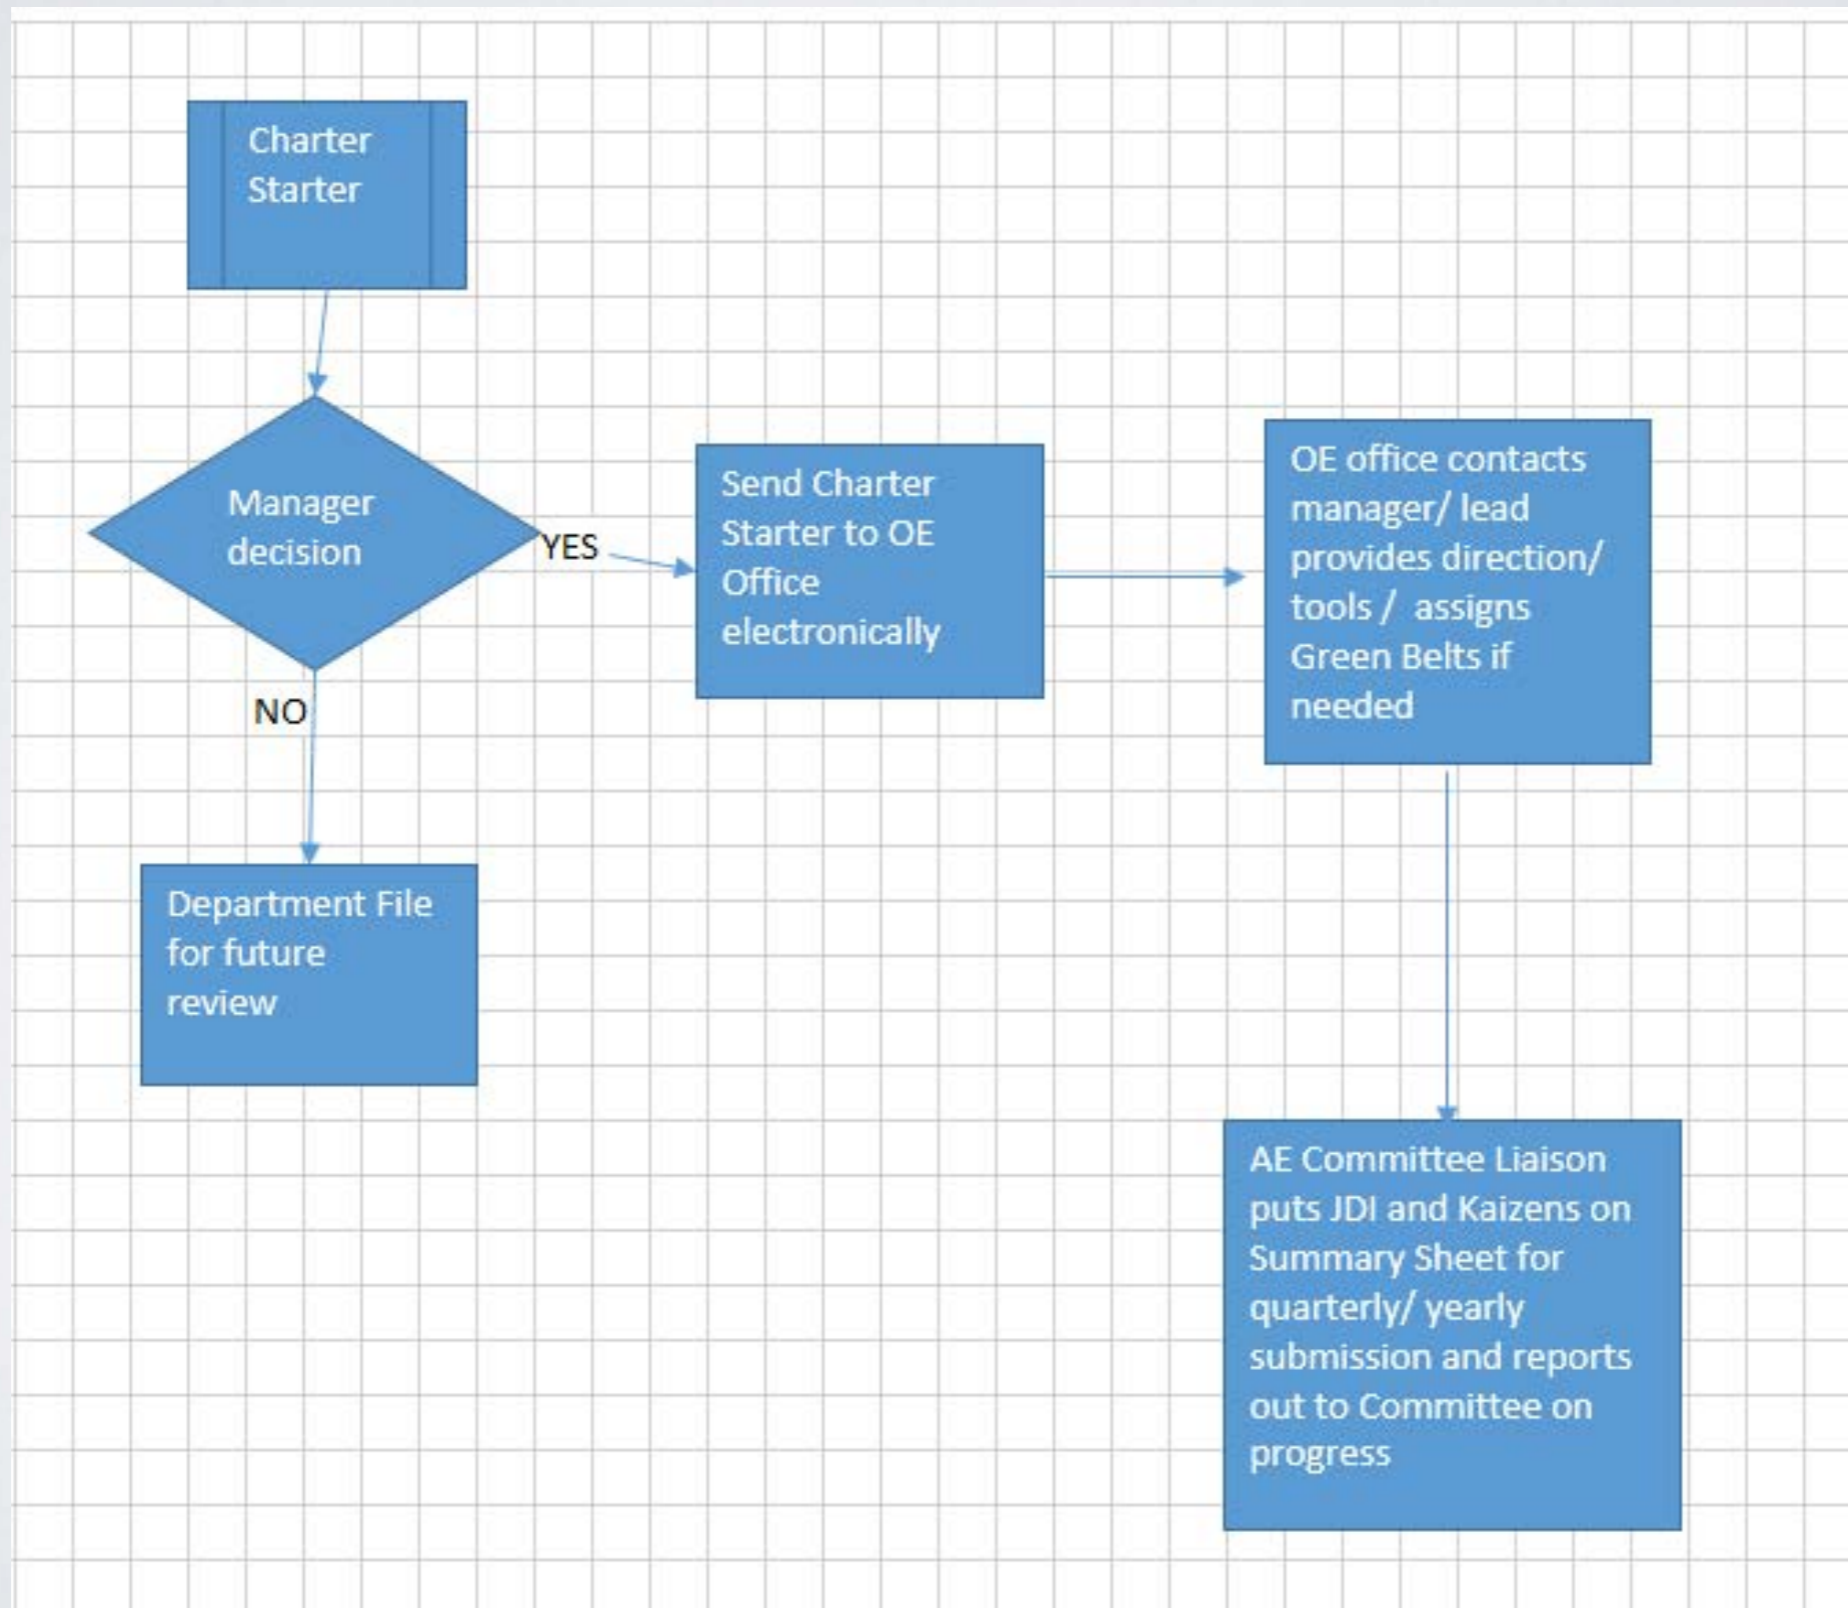 Charter
Starter
Manager
decision
YES
NO
Send Charter
Starter to OE
Office
electronically
OE office contacts
manager/ lead
provides direction/
tools /  assigns
Green Belts if
needed
Department File
for future
review
AE Committee Liaison
puts JDI and Kaizens on
Summary Sheet for
quarterly/ yearly
submission and reports
out to Committee on
progress